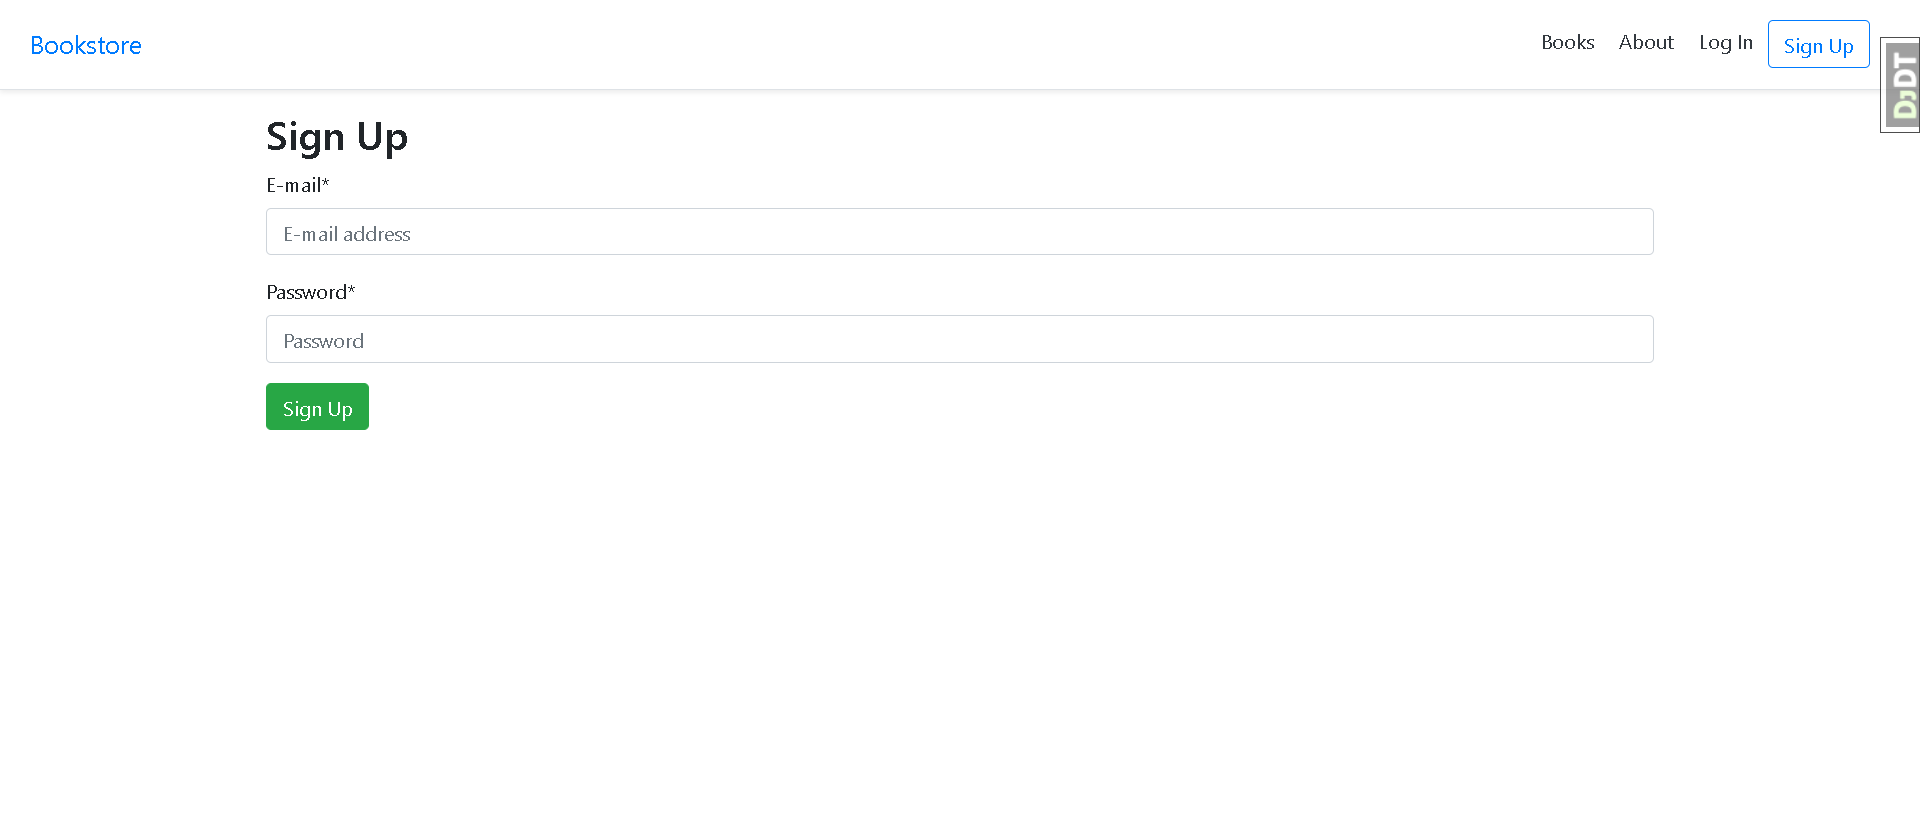 Bookstore
Books About Log In Sign Up
DJDT
Sign Up
E-mail*
E-mail address
Password*
Password
Sign Up